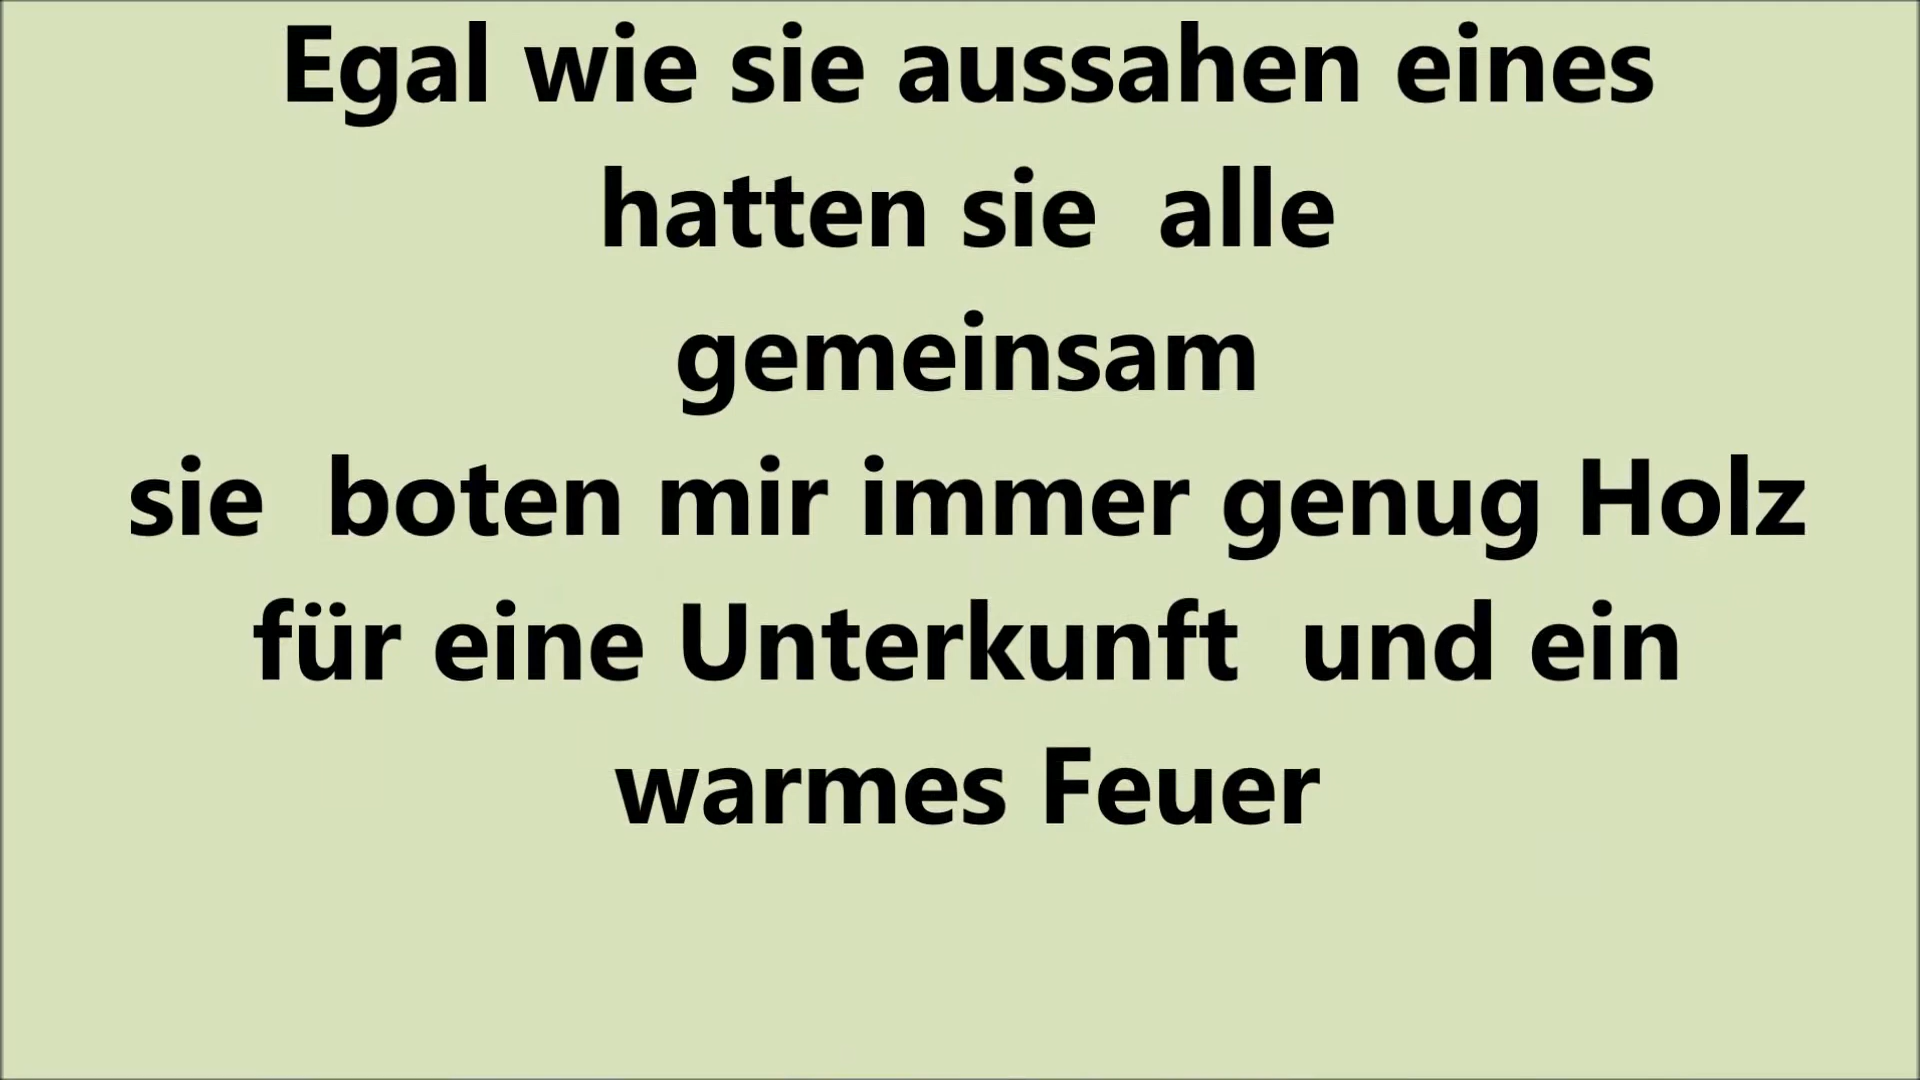 Egal wie sie aussahen eines
hatten sie  alle
gemeinsam
sie  boten mir immer genug Holz
für eine Unterkunft  und ein
warmes Feuer